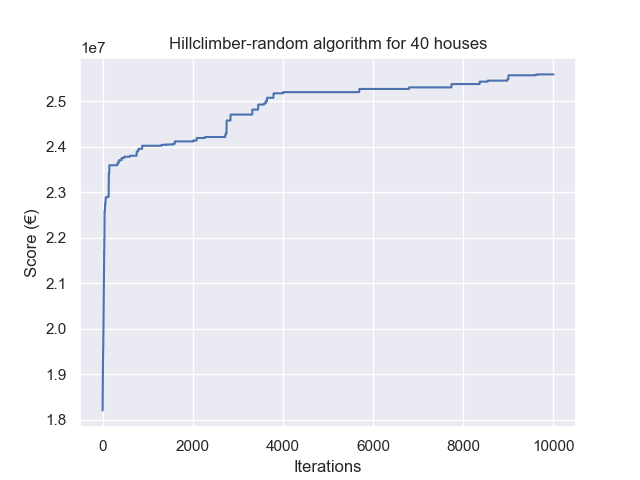 Hillclimber-random algorithm for 40 houses
1e7
2.5
2.4
2.3
2.2
2.1
2.0
1.9
1.8
Score (€)
0 2000 4000 6000 8000 10000
Iterations